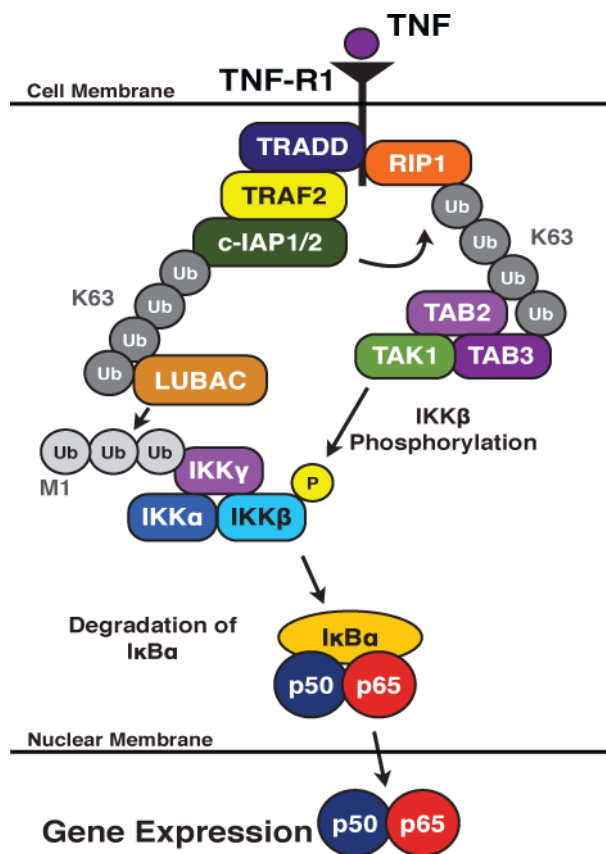 TNF
TNF-R1
Cell Membrane
TRADD
RIP1
TRAF2
Ub
c-IAP1/2
Ub
K63
Ub
Ub
K63
Ub
Ub
TAB2
Ub
Ub
TAK1
TAB3
Ub
LUBAC
IKKβ
Phosphorylation
Ub
Ub
Ub
IKKγ
P
M1
IKKα
IKKβ
Degradation of
IκBα
IκBα
p50
p65
Nuclear Membrane
Gene Expression
p50
p65